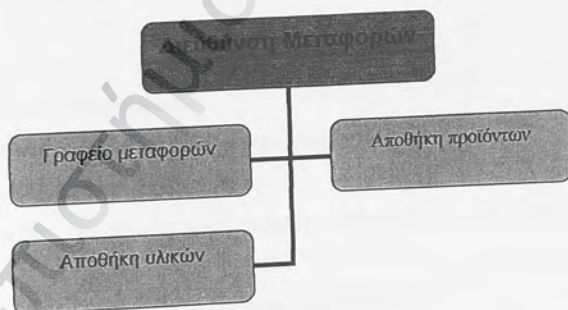 Διεύθυνση Μεταφορών
Γραφείο μεταφορών
Αποθήκη προϊόντων
Αποθήκη υλικών